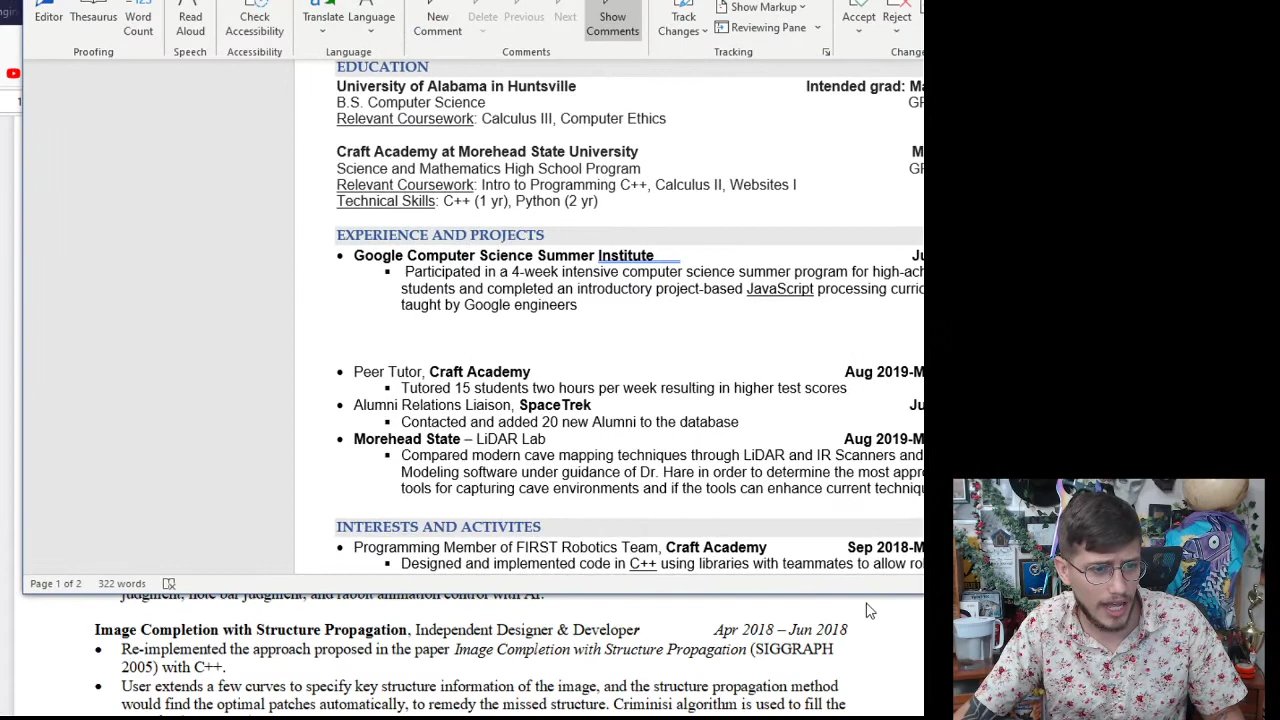 Editor Thesaurus Word Count
Read Aloud
Check Accessibility
Translate Language
New Comment
Delete Previous Next
Show Comments
Track Changes
Show Markup
Reviewing Pane
Accept Reject
Proofing Speech Accessibility Language Comments Tracking
EDUCATION
University of Alabama in Huntsville Intended grad:
B.S. Computer Science
Relevant Coursework: Calculus III, Computer Ethics
Craft Academy at Morehead State University
Science and Mathematics High School Program
Relevant Coursework: Intro to Programming C++, Calculus II, Websites I
Technical Skills: C++ (1 yr), Python (2 yr)
EXPERIENCE AND PROJECTS
• Google Computer Science Summer Institute
▪ Participated in a 4-week intensive computer science summer program for
students and completed an introductory project-based JavaScript processing
taught by Google engineers
• Peer Tutor, Craft Academy Aug 2019-M
▪ Tutored 15 students two hours per week resulting in higher test scores
• Alumni Relations Liaison, SpaceTrek
▪ Contacted and added 20 new Alumni to the database
• Morehead State – LiDAR Lab Aug 2019-M
▪ Compared modern cave mapping techniques through LiDAR and IR Scanners and
Modeling software under guidance of Dr. Hare in order to determine the most
tools for capturing cave environments and if the tools can enhance current
INTERESTS AND ACTIVITES
• Programming Member of FIRST Robotics Team, Craft Academy Sep 2018-M
▪ Designed and implemented code in C++ using libraries with teammates to allow
Page 1 of 2 322 words
judgment, note bar judgment, and rabbit animation control with AI.
Image Completion with Structure Propagation, Independent Designer & Developer Apr 2018 – Jun 2018
• Re-implemented the approach proposed in the paper Image Completion with Structure Propagation (SIGGRAPH
2005) with C++.
• User extends a few curves to specify key structure information of the image, and the structure propagation method
would find the optimal patches automatically, to remedy the missed structure. Criminisi algorithm is used to fill the